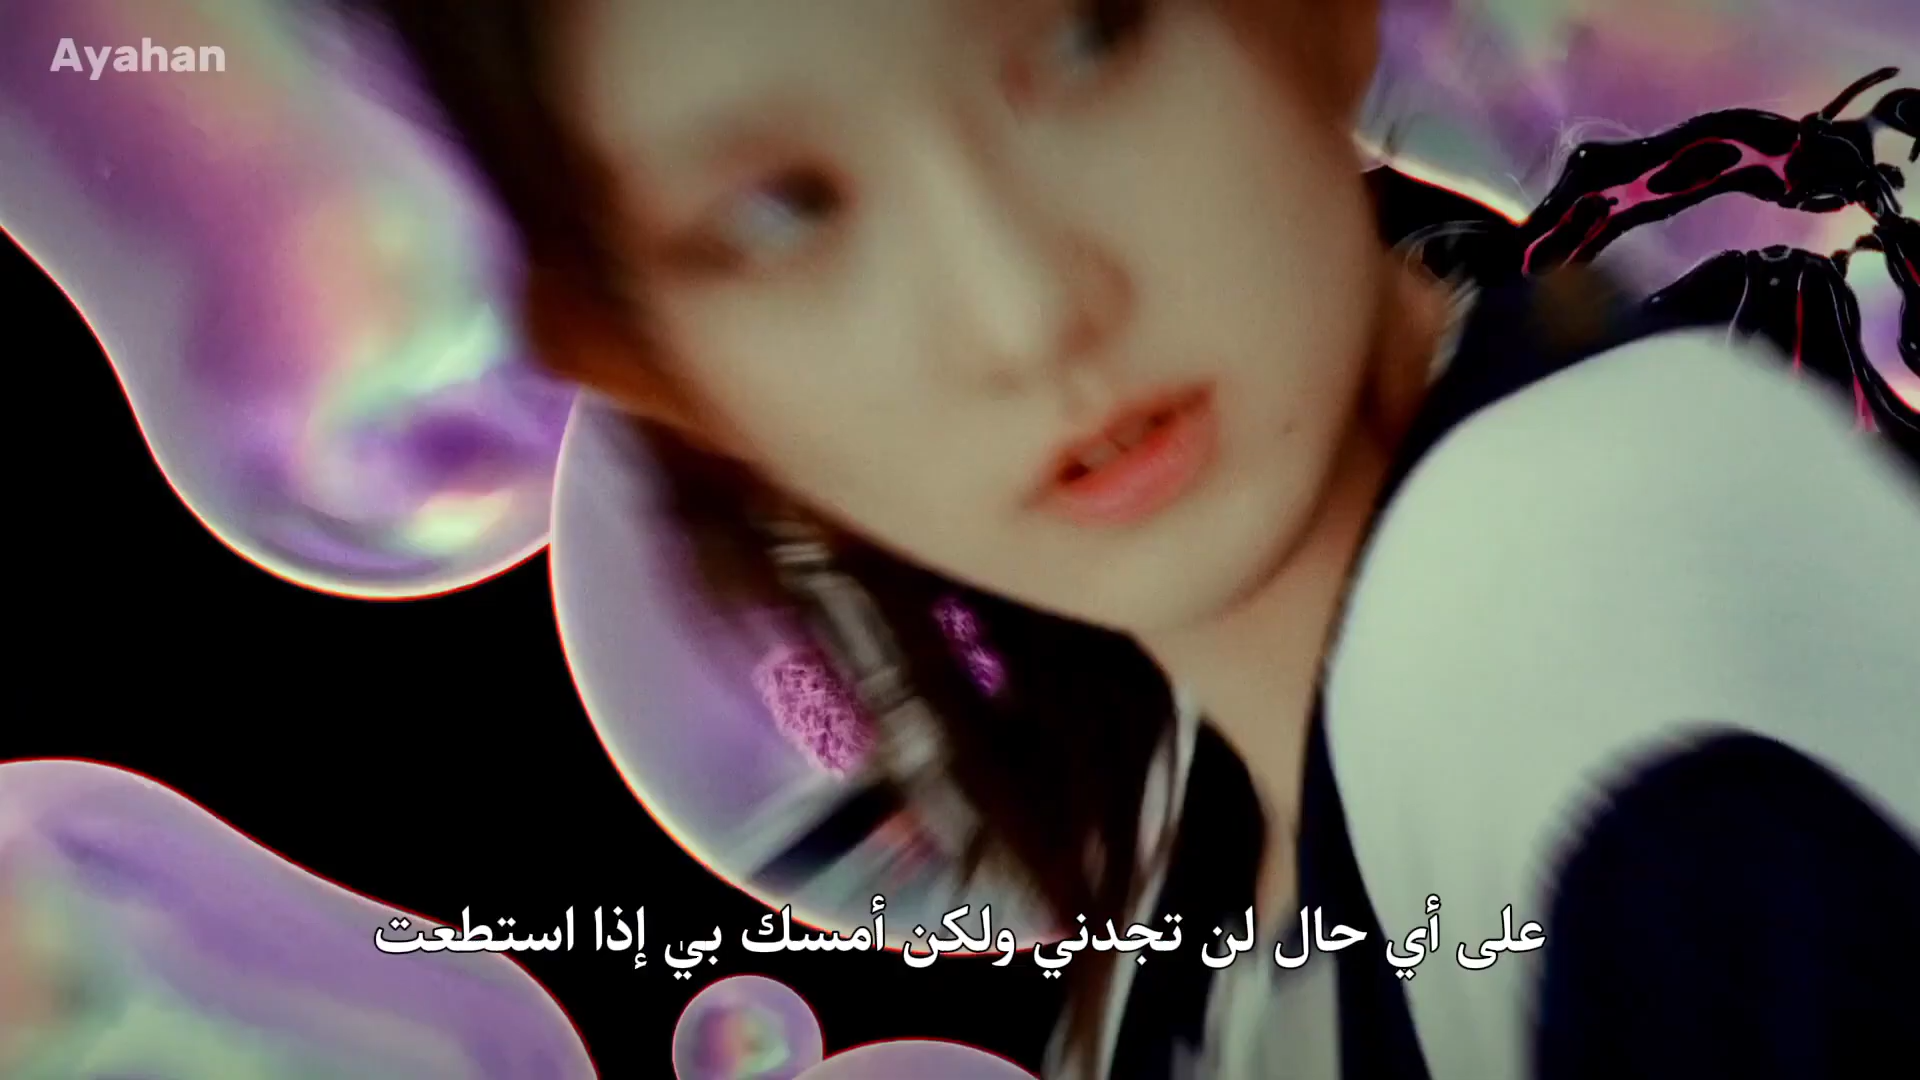 Ayahan
على أي حال لن تجدني ولكن أمسك بي إذا استطعت